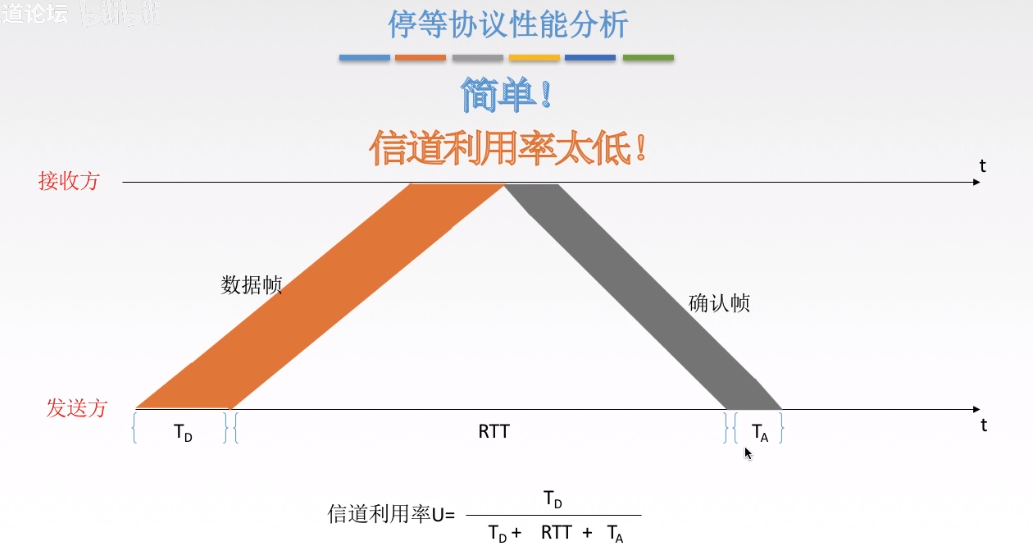 道论坛
停等协议性能分析
简单！
信道利用率太低！
接收方
t
数据帧
确认帧
发送方
t
T_D
RTT
T_A
T_D
信道利用率U=
T_D + RTT + T_A